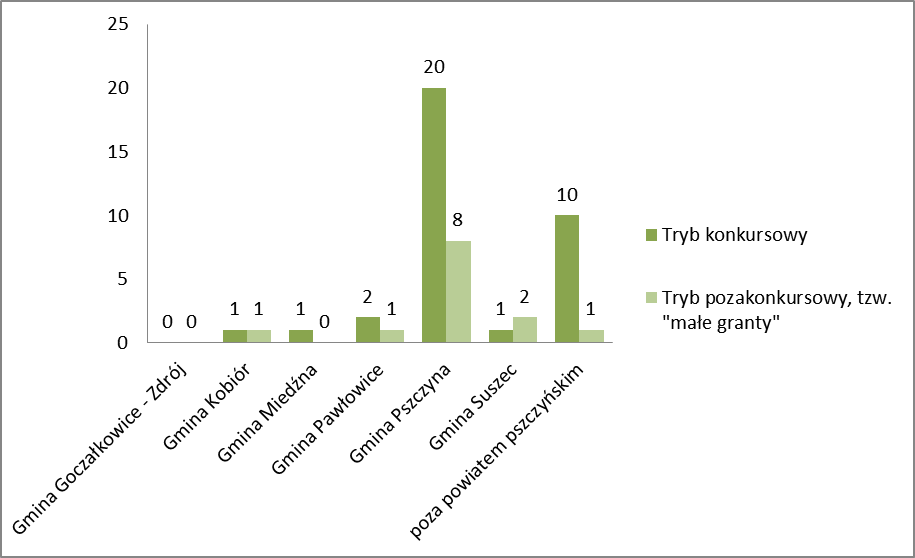 25
20
15
10
5
0
0 0
1 1
1 0
2 1
20 8
1 2
10 1
Gmina Goczałkowice - Zdrój
Gmina Kobiór
Gmina Miedźna
Gmina Pawłowice
Gmina Pszczyna
Gmina Suszec
poza powiatem pszczyńskim
Tryb konkursowy
Tryb pozakonkursowy, tzw.
"małe granty"